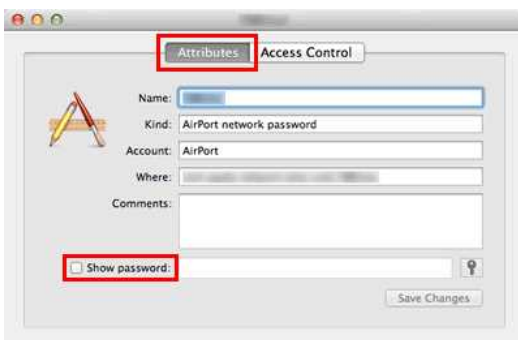 Attributes Access Control
Name:
Kind: AirPort network password
Account: AirPort
Where:
Comments:
Show password:
Save Changes